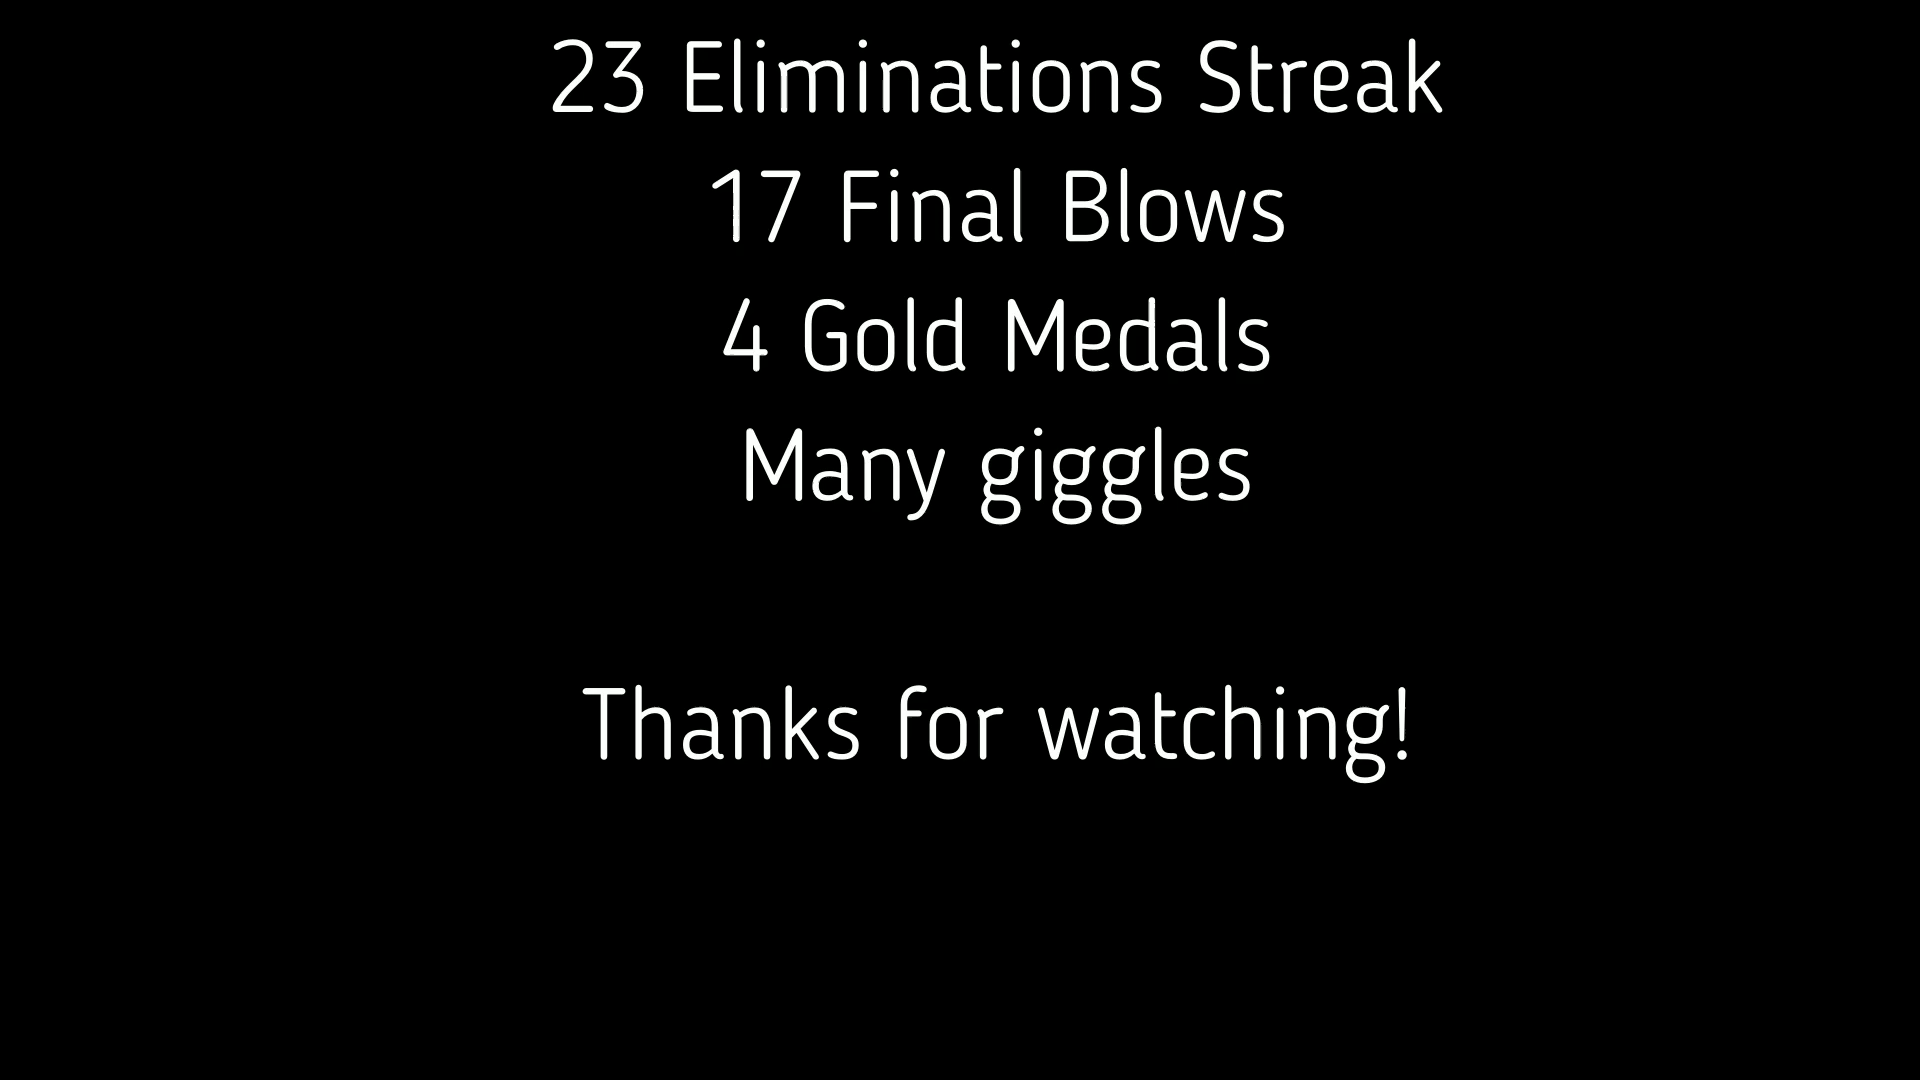 23 Eliminations Streak
17 Final Blows
4 Gold Medals
Many giggles
Thanks for watching!